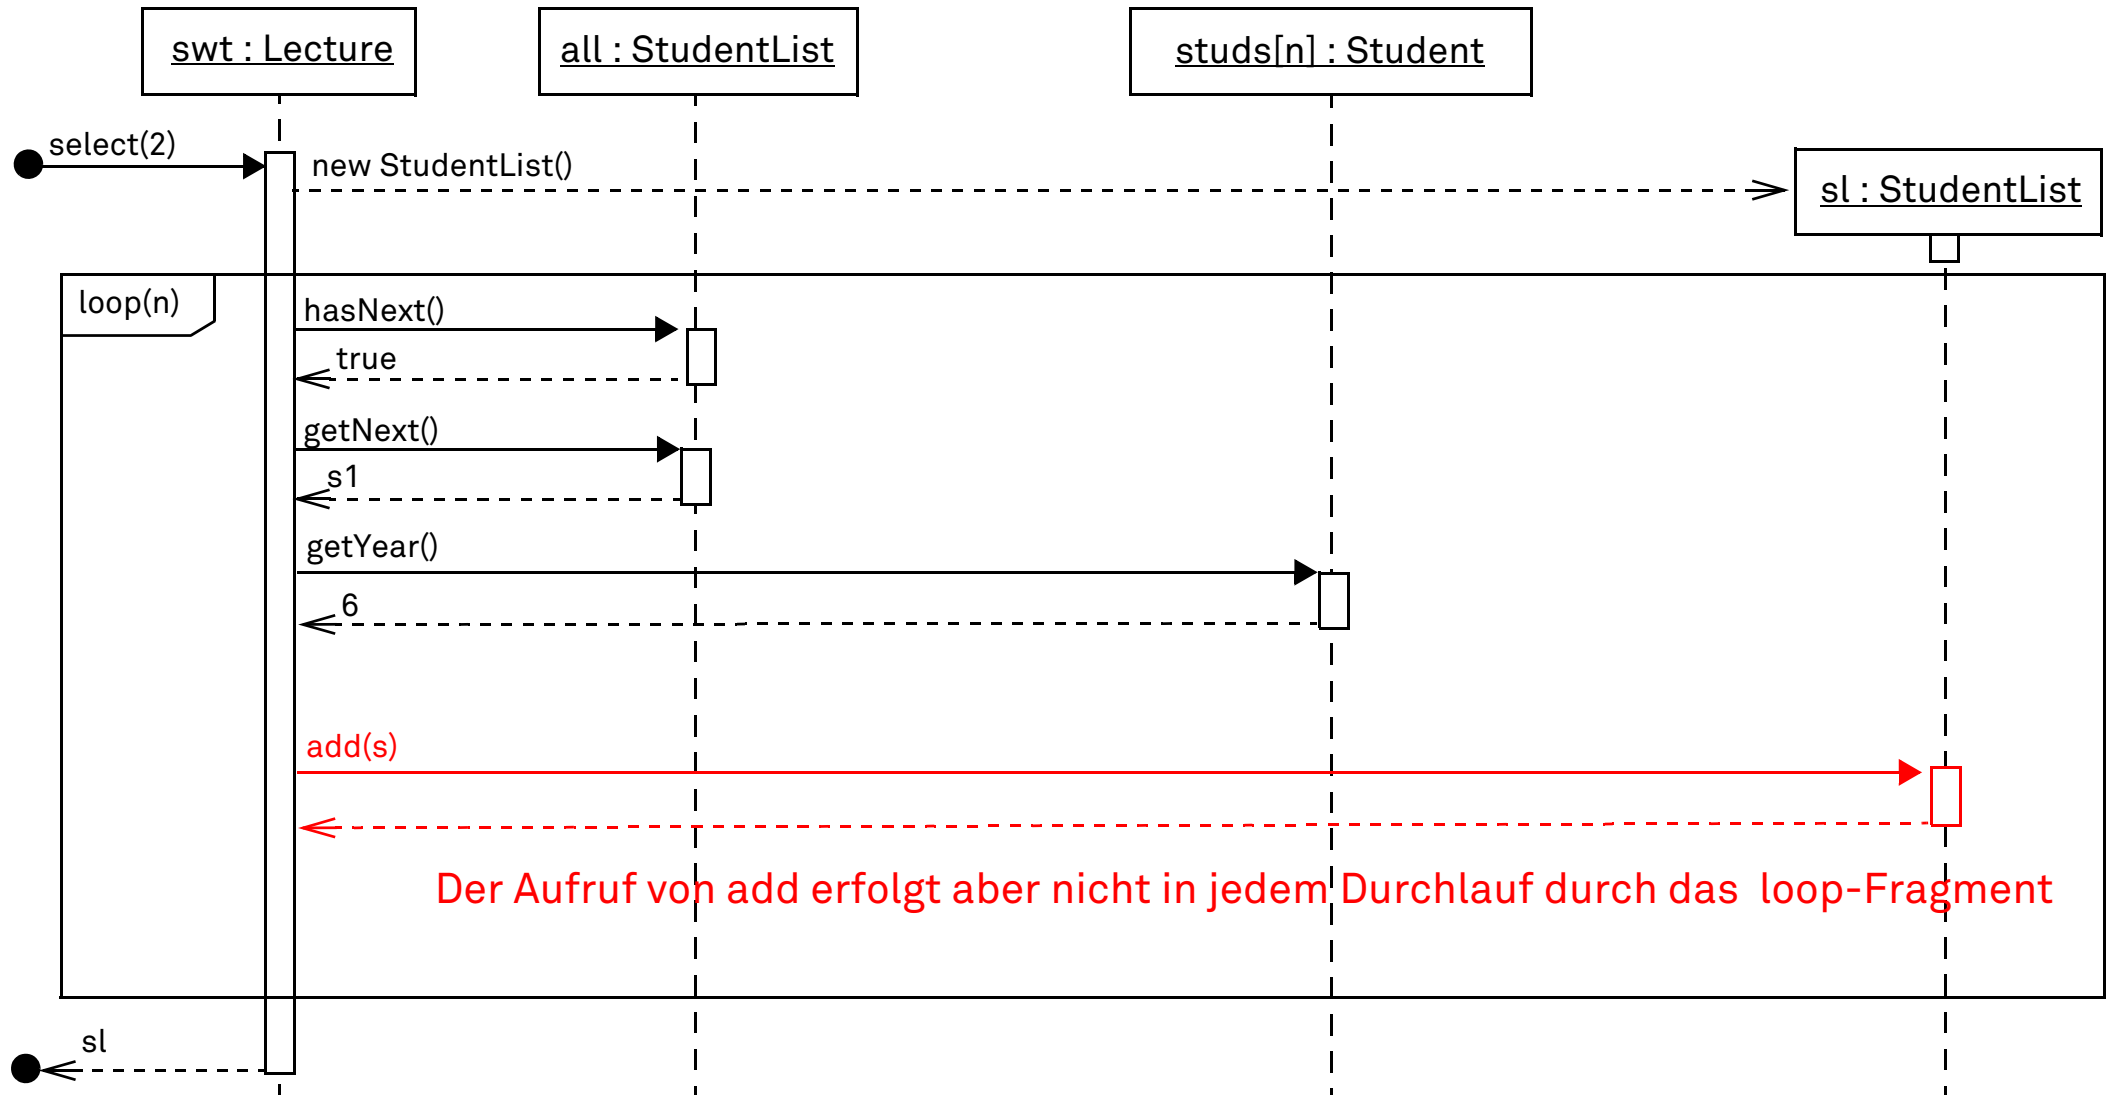 swt : Lecture
all : StudentList
studs[n] : Student
select(2)
new StudentList()
sl : StudentList
loop(n)
hasNext()
true
getNext()
s1
getYear()
6
add(s)
Der Aufruf von add erfolgt aber nicht in jedem Durchlauf durch das loop-Fragment
sl